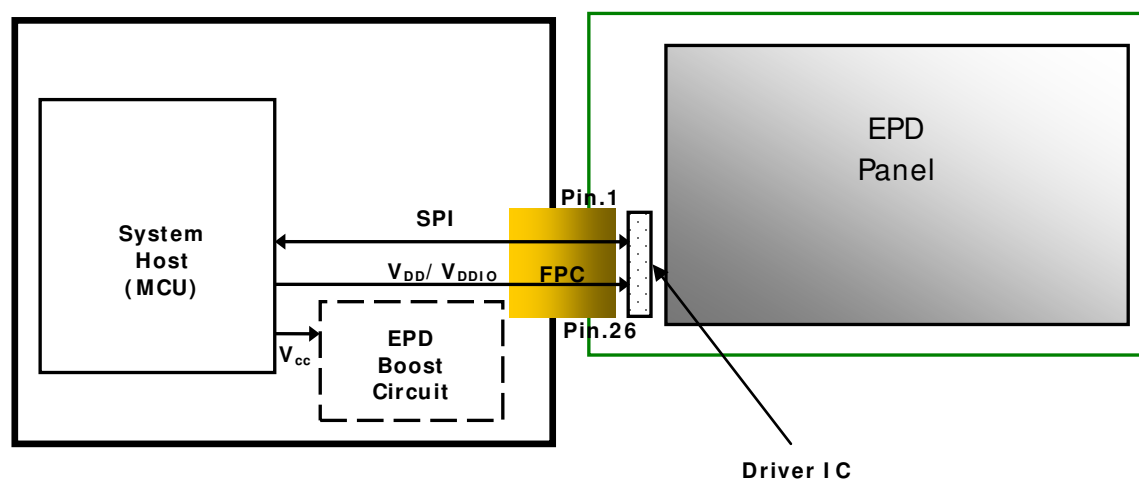 EPD
Panel
Pin.1
SPI
System
Host
(MCU)
VDD/ VDDIO
FPC
Pin.26
Vcc
EPD
Boost
Circuit
Driver IC